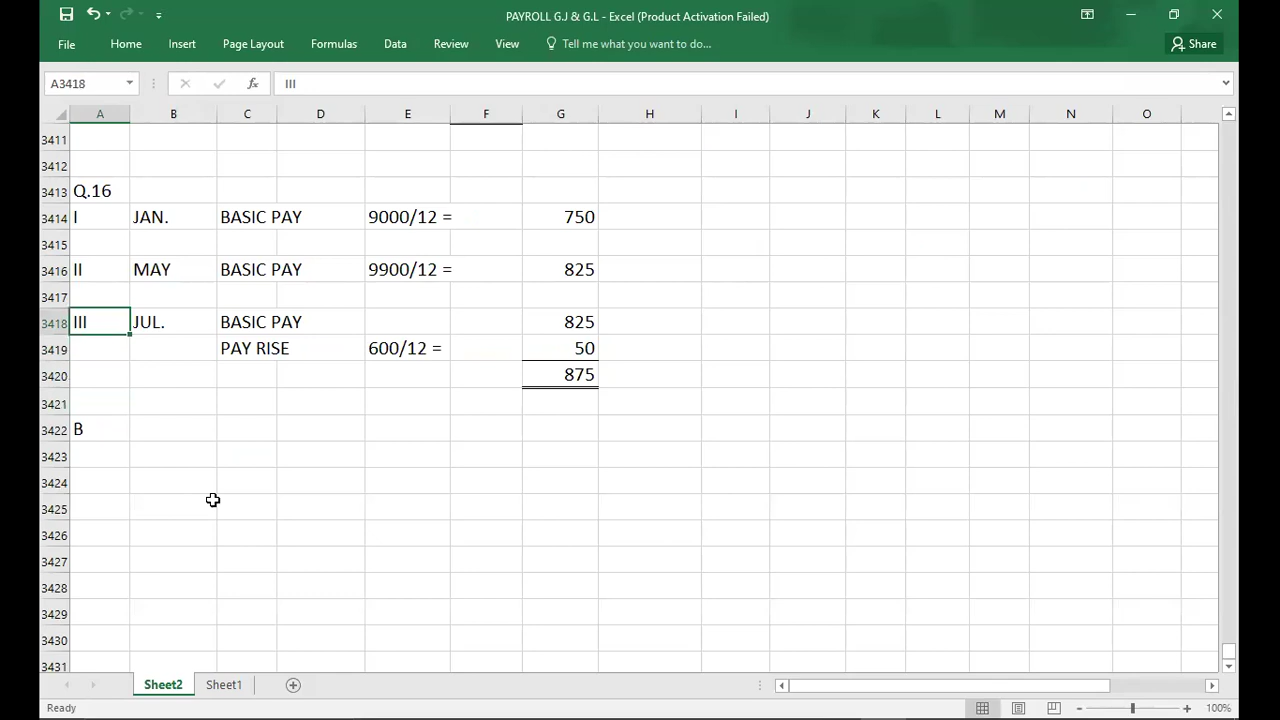 PAYROLL G.J & G.L - Excel (Product Activation Failed)
File Home Insert Page Layout Formulas Data Review View Tell me what you want to do... Share
A3418 fx III
A B C D E F G H I J K L M N O
3411
3412
3413 Q.16
3414 I JAN. BASIC PAY 9000/12 = 750
3415
3416 II MAY BASIC PAY 9900/12 = 825
3417
3418 III JUL. BASIC PAY 825
3419 PAY RISE 600/12 = 50
3420 875
3421
3422 B
3423
3424
3425
3426
3427
3428
3429
3430
3431
Sheet2 Sheet1
Ready 100%